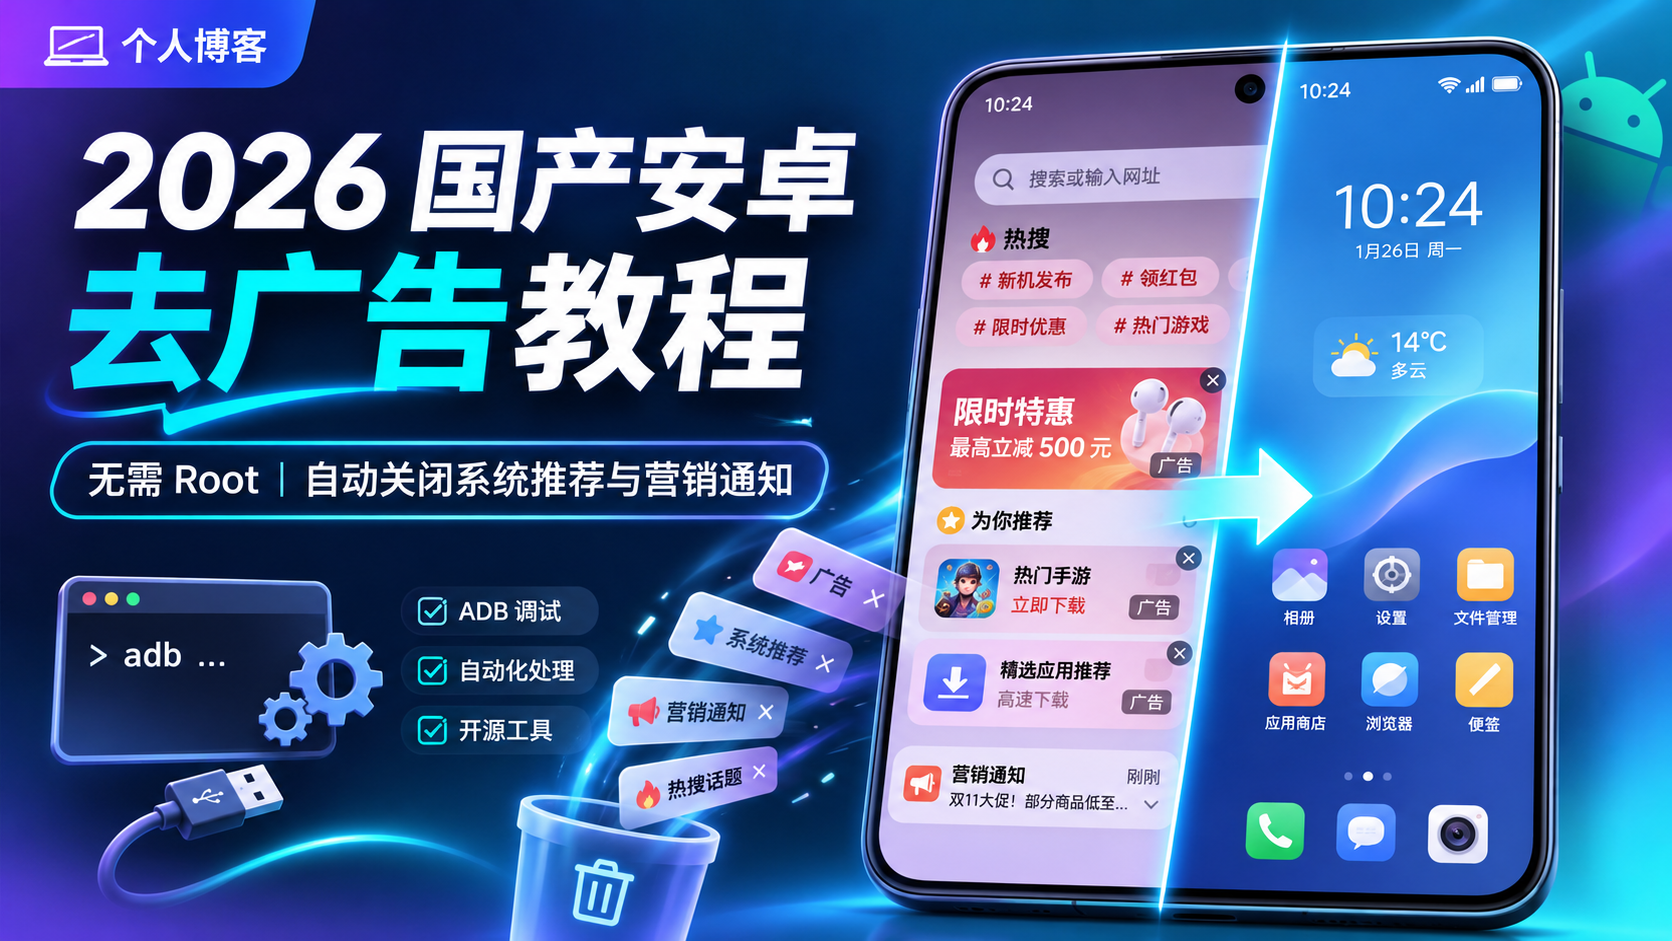 个人博客
2026 国产安卓
去广告教程
无需 Root | 自动关闭系统推荐与营销通知
> adb ...
ADB 调试
自动化处理
开源工具
广告
系统推荐
营销通知
热搜话题
10:24
搜索或输入网址
热搜
# 新机发布
# 领红包
# 限时优惠
# 热门游戏
限时特惠
最高立减 500 元
广告
为你推荐
热门手游
立即下载
广告
精选应用推荐
高速下载
广告
营销通知
刚刚
双11大促！部分商品低至...
10:24
10:24
1月26日 周一
14℃
多云
相册
设置
文件管理
应用商店
浏览器
便签